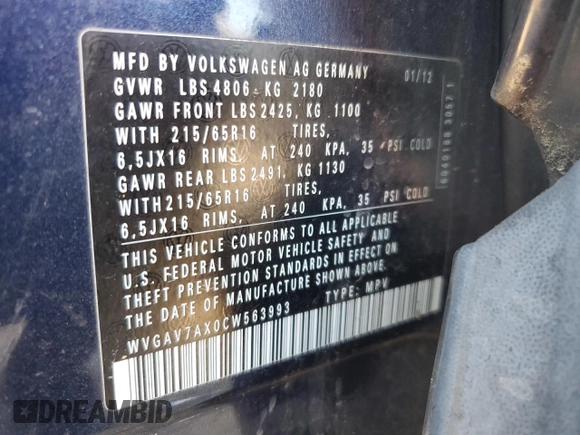 MFD BY VOLKSWAGEN AG GERMANY 01/12
GVWR LBS 4806 - KG 2180
GAWR FRONT LBS 2425, KG 1100
WITH 215/65R16 TIRES,
6,5JX16 RIMS, AT 240 KPA, 35 PSI COLD
GAWR REAR LBS 2491, KG 1130
WITH 215/65R16 TIRES,
6,5JX16 RIMS, AT 240 KPA, 35 PSI COLD
THIS VEHICLE CONFORMS TO ALL APPLICABLE
U.S. FEDERAL MOTOR VEHICLE SAFETY AND
THEFT PREVENTION STANDARDS IN EFFECT ON
DATE OF MANUFACTURE SHOWN ABOVE.
WVGAV7AX0CW563993 TYPE: MPV
DREAMBID